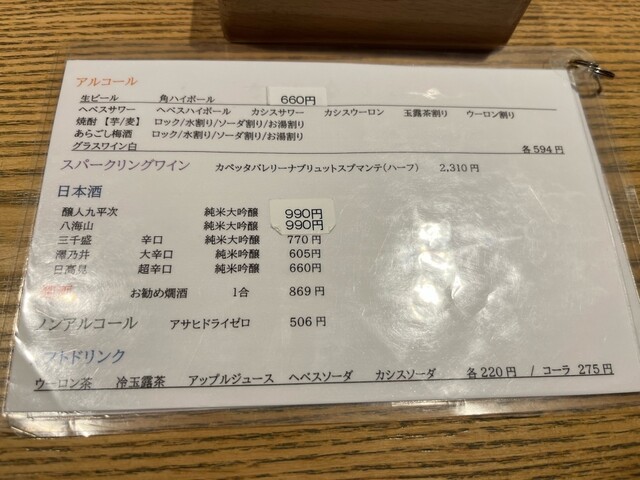 アルコール
生ビール 角ハイボール 660円
ヘベスサワー ヘベスハイボール カシスサワー カシスウーロン 玉露茶割り ウーロン割り
焼酎【芋/麦】 ロック/水割り/ソーダ割り/お湯割り
あらごし梅酒 ロック/水割り/ソーダ割り/お湯割り
グラスワイン白 各594円
スパークリングワイン カペッタバレリーナブリュットスプマンテ(ハーフ) 2,310円
日本酒
醸人九平次 純米大吟醸 990円
八海山 純米大吟醸 990円
三千盛 辛口 純米大吟醸 770円
澤乃井 大辛口 純米吟醸 605円
日高見 超辛口 純米吟醸 660円
お勧め燗酒 1合 869円
ノンアルコール アサヒドライゼロ 506円
フトドリンク
ウーロン茶 冷玉露茶 アップルジュース ヘベスソーダ カシスソーダ 各220円 / コーラ 275円